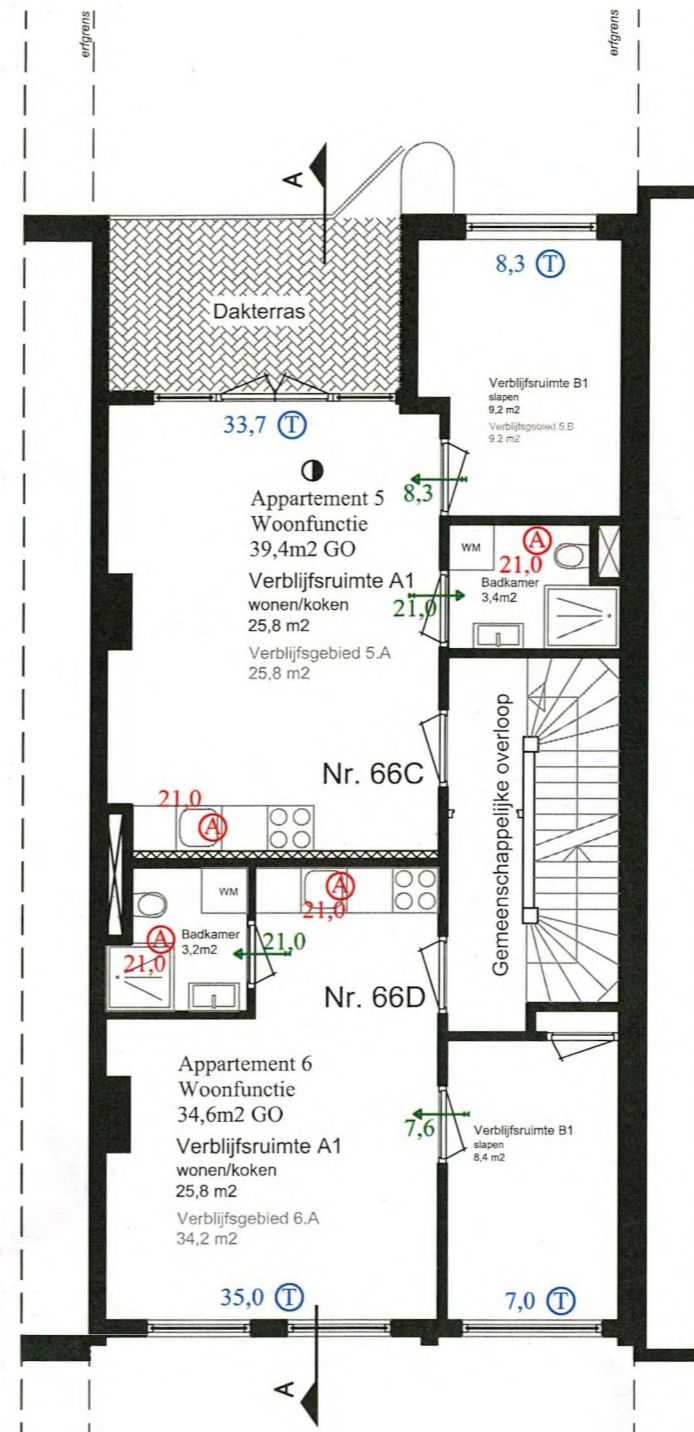 erfgrens
erfgrens
A
8,3 T
Dakterras
Verblijfsruimte B1
slapen
9,2 m2
Verblijfsgebied 5.B
9.2 m2
33,7 T
8,3
Appartement 5
Woonfunctie
39,4m2 GO
Verblijfsruimte A1
wonen/koken
25,8 m2
Verblijfsgebied 5.A
25,8 m2
WM
A
21,0
Badkamer
3,4m2
21,0
Gemeenschappelijke overloop
Nr. 66C
21,0
A
WM
Badkamer
3,2m2
A
21,0
A
21,0
21,0
Nr. 66D
Appartement 6
Woonfunctie
34,6m2 GO
Verblijfsruimte A1
wonen/koken
25,8 m2
Verblijfsgebied 6.A
34,2 m2
7,6
Verblijfsruimte B1
slapen
8,4 m2
35,0 T
7,0 T
A